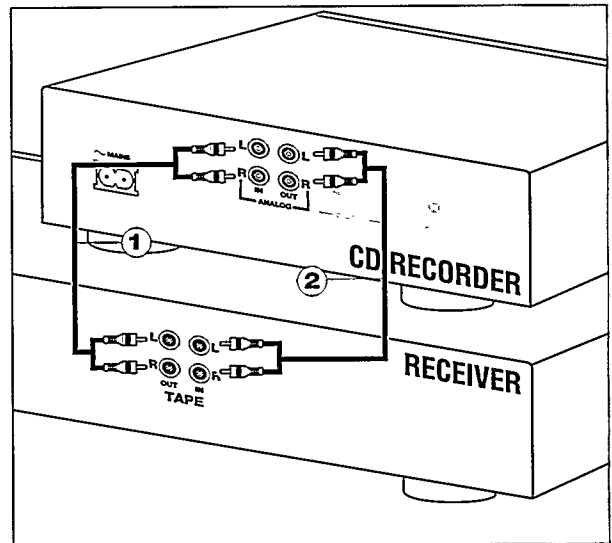 ~ MAINS
L L
R R
IN OUT
ANALOG
1
2
CD RECORDER
L L
R R
OUT IN
TAPE
RECEIVER